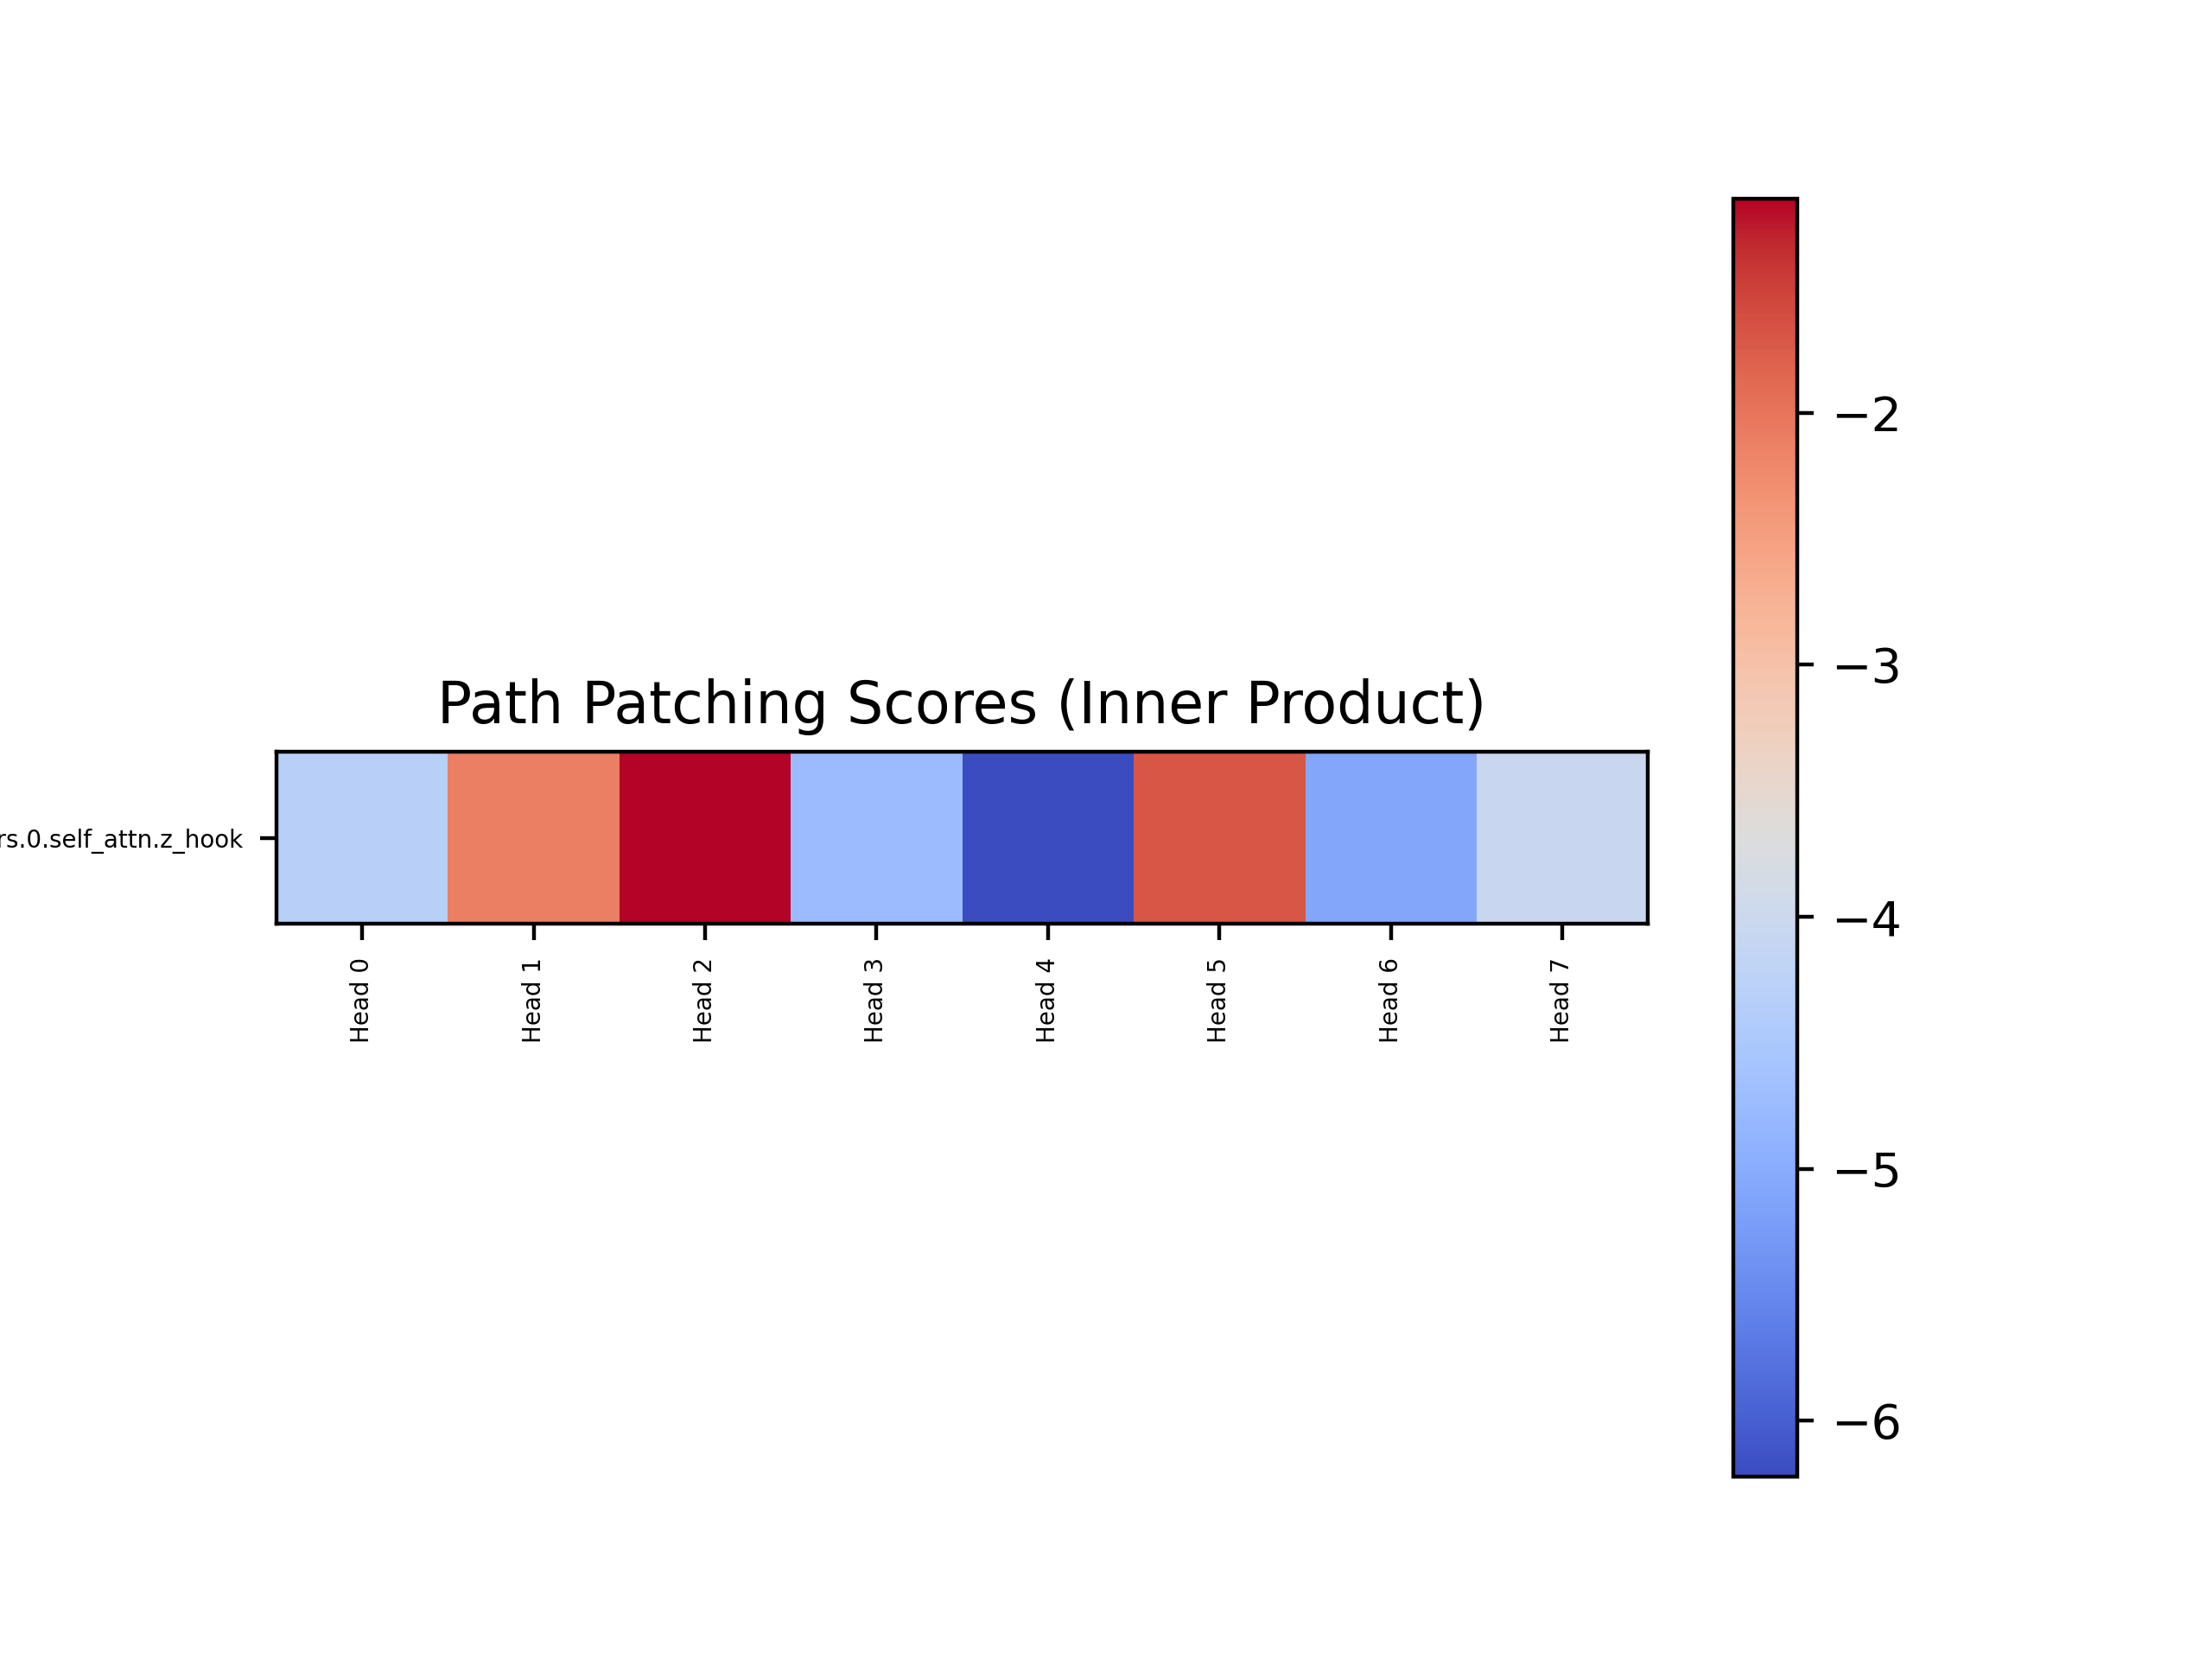 Path Patching Scores (Inner Product)
rs.0.self_attn.z_hook
Head 0
Head 1
Head 2
Head 3
Head 4
Head 5
Head 6
Head 7
−2
−3
−4
−5
−6